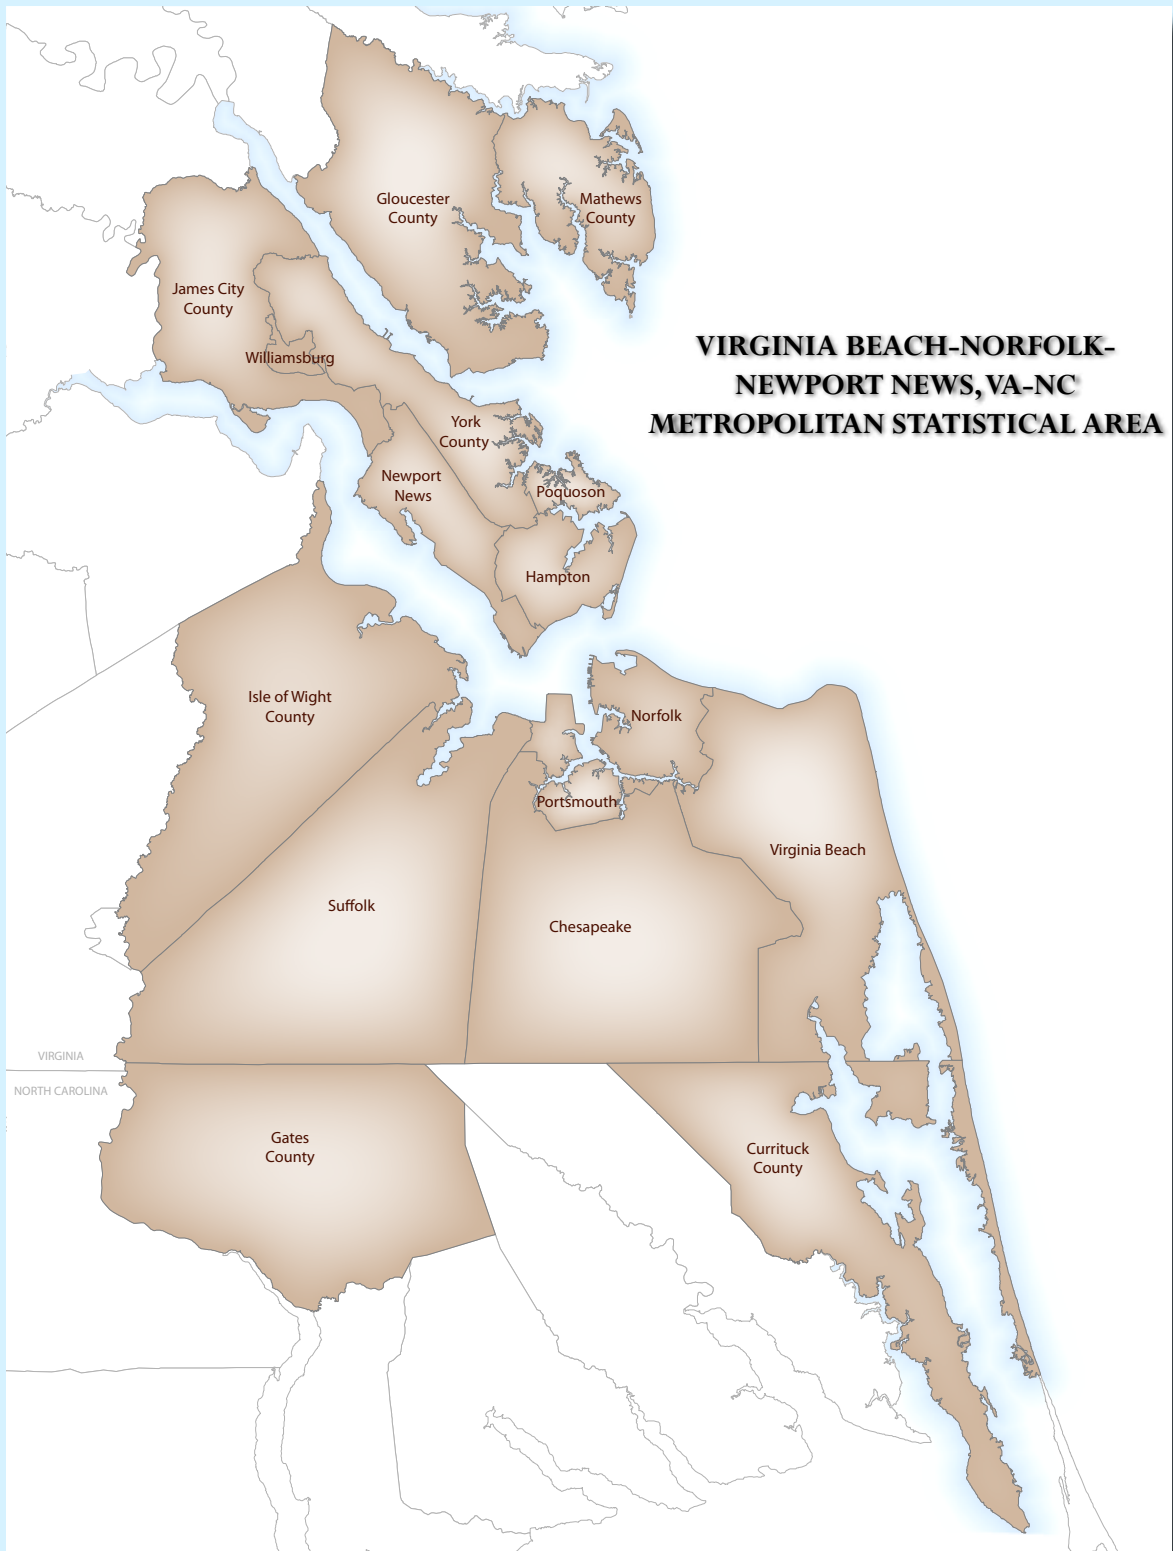 Gloucester
County
Mathews
County
James City
County
VIRGINIA BEACH-NORFOLK-
NEWPORT NEWS, VA-NC
METROPOLITAN STATISTICAL AREA
Williamsburg
York
County
Newport
News
Poquoson
Hampton
Isle of Wight
County
Norfolk
Portsmouth
Virginia Beach
Suffolk
Chesapeake
VIRGINIA
NORTH CAROLINA
Gates
County
Currituck
County